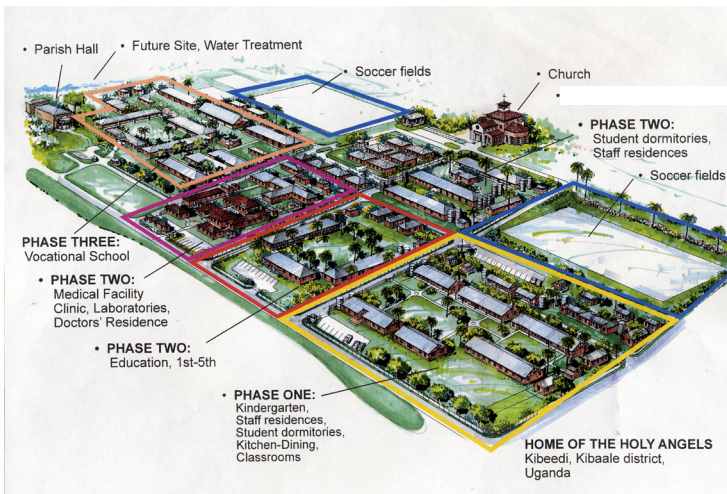 • Parish Hall
• Future Site, Water Treatment
• Soccer fields
• Church
•
• PHASE TWO:
Student dormitories,
Staff residences
• Soccer fields
PHASE THREE:
Vocational School
• PHASE TWO:
Medical Facility
Clinic, Laboratories,
Doctors' Residence
• PHASE TWO:
Education, 1st-5th
• PHASE ONE:
Kindergarten,
Staff residences,
Student dormitories,
Kitchen-Dining,
Classrooms
HOME OF THE HOLY ANGELS
Kibeedi, Kibaale district,
Uganda